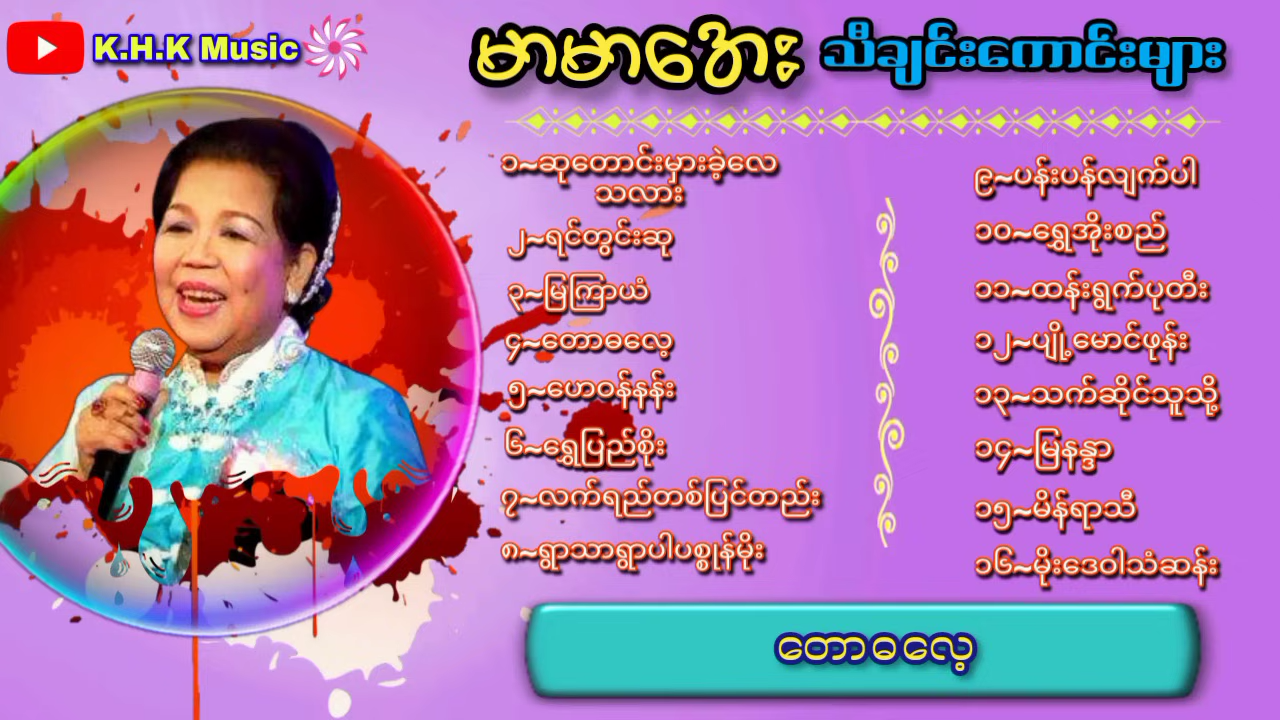 K.H.K Music
မာမာအေး သီချင်းကောင်းများ
၁~ဆုတောင်းမှားခဲ့လေ
သလား
၂~ရင်တွင်းဆု
၃~မြကြာယံ
၄~တောဓလေ့
၅~ဟေဝန်နန်း
၆~ရွှေပြည်စိုး
၇~လက်ရည်တစ်ပြင်တည်း
၈~ရွာသာရွာပါပစ္စုန်မိုး
၉~ပန်းပန်လျက်ပါ
၁၀~ရွှေအိုးစည်
၁၁~ထန်းရွက်ပုတီး
၁၂~ပျို့မောင်ဖုန်း
၁၃~သက်ဆိုင်သူသို့
၁၄~မြနန္ဒာ
၁၅~မိန်ရာသီ
၁၆~မိုးဒေဝါသံဆန်း
တောဓလေ့